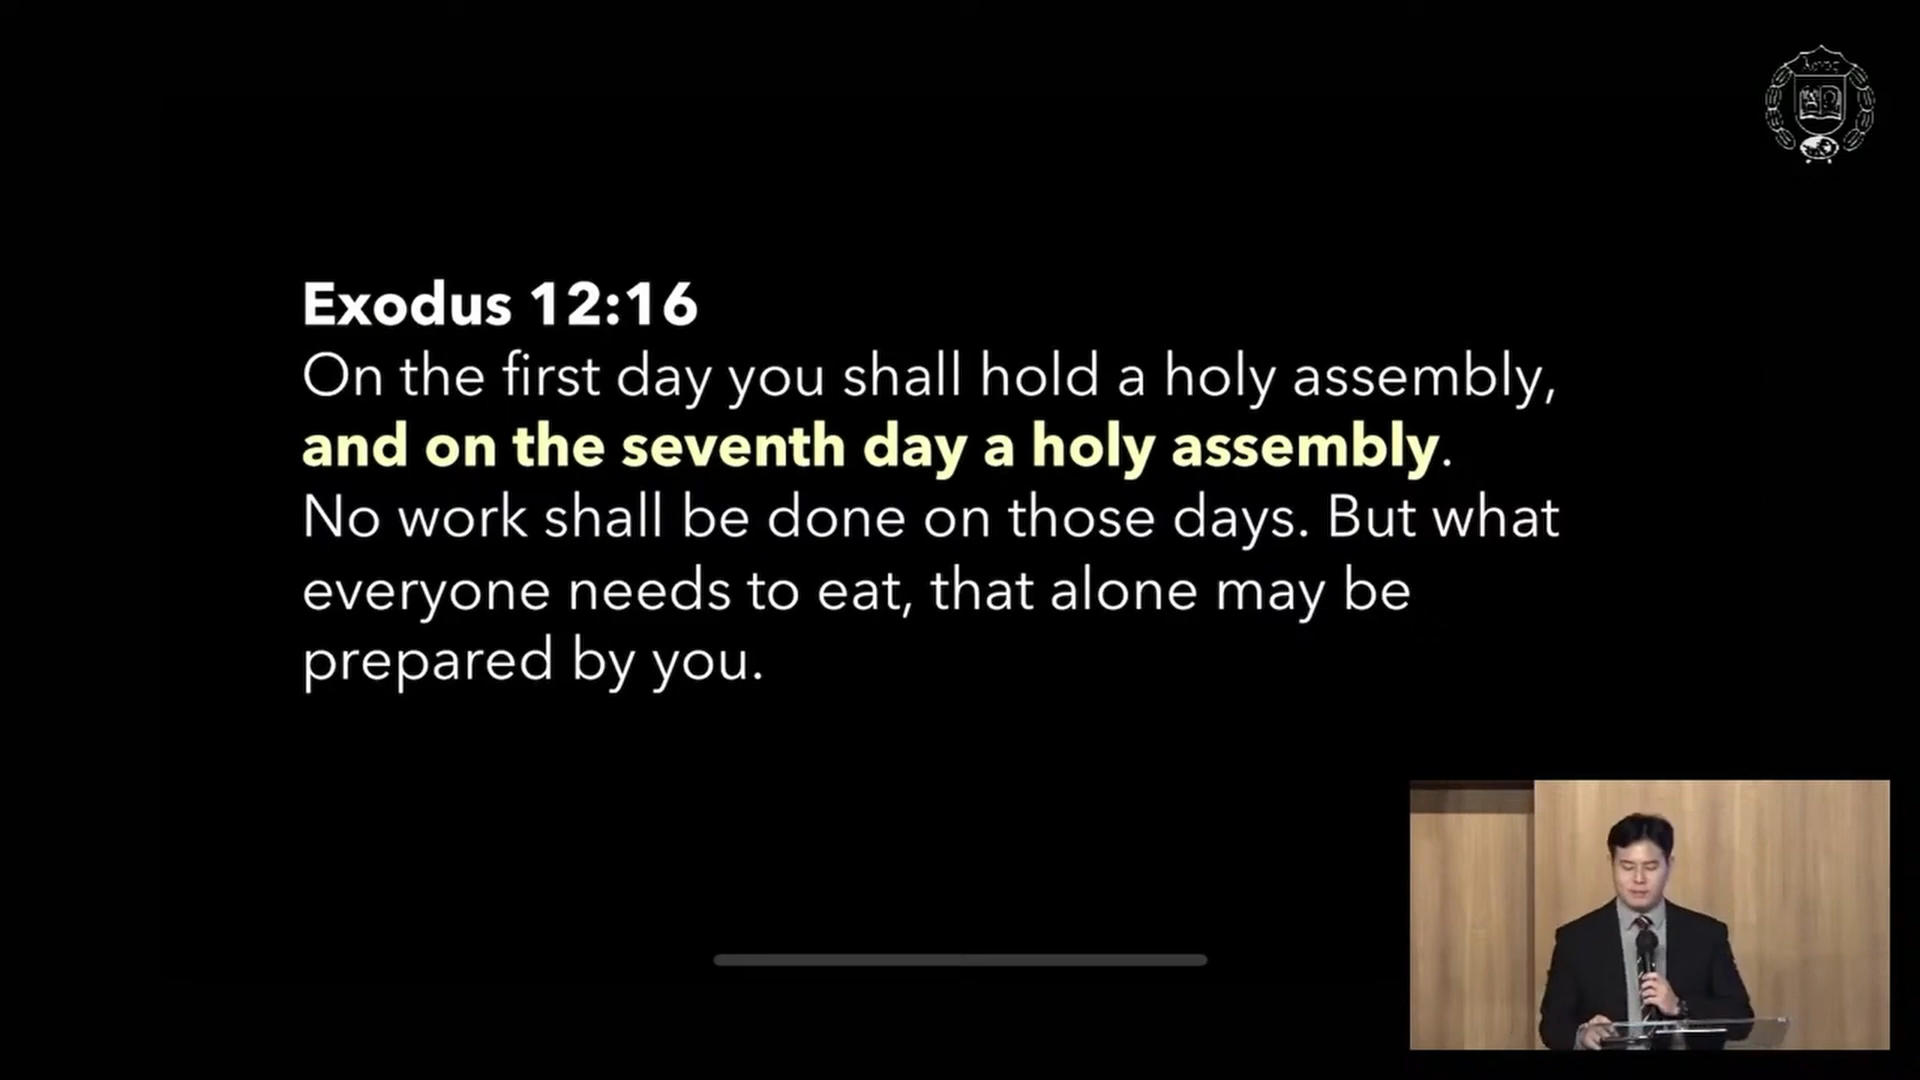 Exodus 12:16
On the first day you shall hold a holy assembly,
and on the seventh day a holy assembly.
No work shall be done on those days. But what
everyone needs to eat, that alone may be
prepared by you.